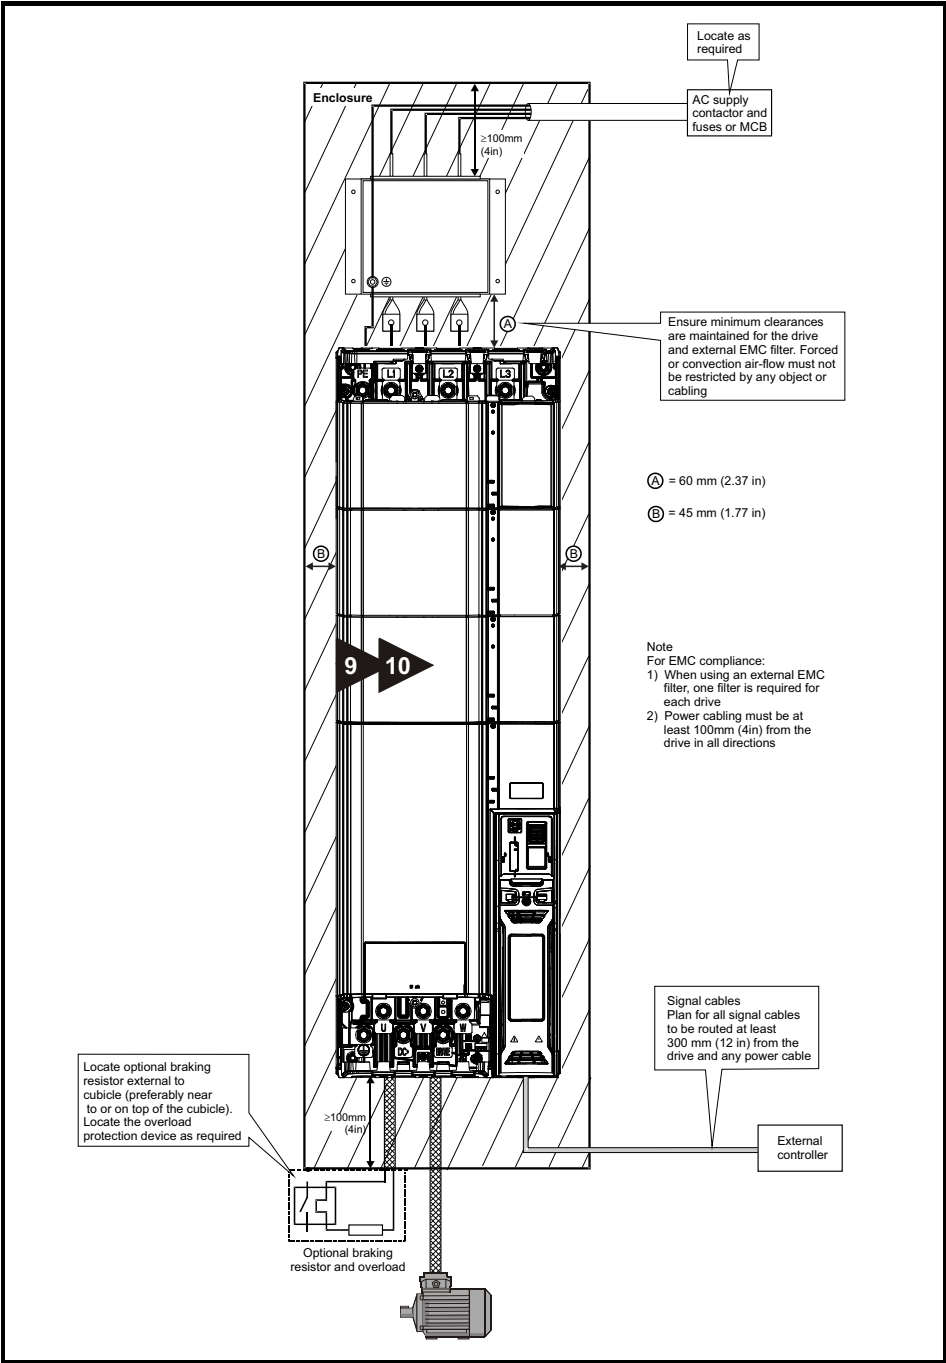 Locate as
required
Enclosure
AC supply
contactor and
fuses or MCB
≥100mm
(4in)
A
Ensure minimum clearances
are maintained for the drive
and external EMC filter. Forced
or convection air-flow must not
be restricted by any object or
cabling
PE L1 L2 L3
A = 60 mm (2.37 in)
B = 45 mm (1.77 in)
B B
9 10
Note
For EMC compliance:
1) When using an external EMC
filter, one filter is required for
each drive
2) Power cabling must be at
least 100mm (4in) from the
drive in all directions
Signal cables
Plan for all signal cables
to be routed at least
300 mm (12 in) from the
drive and any power cable
U V W
Locate optional braking
resistor external to
cubicle (preferably near
to or on top of the cubicle).
Locate the overload
protection device as required
≥100mm
(4in)
External
controller
Optional braking
resistor and overload